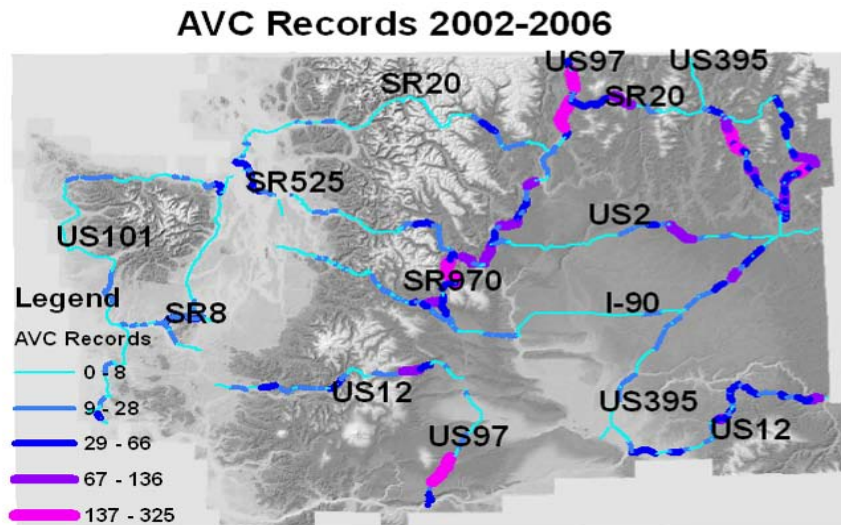 AVC Records 2002-2006
US97
US395
SR20
SR20
SR525
US2
US101
SR970
Legend
SR8
I-90
AVC Records
0 - 8
US12
US395
9 - 28
US12
US97
29 - 66
67 - 136
137 - 325